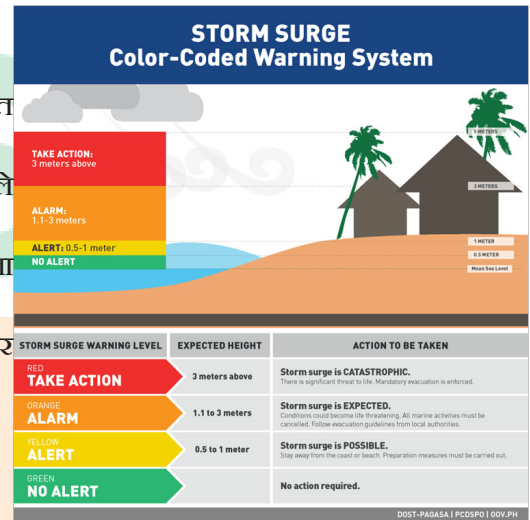 STORM SURGE
Color-Coded Warning System
TAKE ACTION:
3 meters above
ALARM:
1.1-3 meters
ALERT: 0.5-1 meter
NO ALERT
5 METERS
3 METERS
1 METER
0.5 METER
Mean Sea Level
STORM SURGE WARNING LEVEL EXPECTED HEIGHT ACTION TO BE TAKEN
RED
TAKE ACTION
3 meters above
Storm surge is CATASTROPHIC.
There is significant threat to life. Mandatory evacuation is enforced.
ORANGE
ALARM
1.1 to 3 meters
Storm surge is EXPECTED.
Conditions could become life threatening. All marine activities must be
cancelled. Follow evacuation guidelines from local authorities.
YELLOW
ALERT
0.5 to 1 meter
Storm surge is POSSIBLE.
Stay away from the coast or beach. Preparation measures must be carried out.
GREEN
NO ALERT
No action required.
DOST-PAGASA | PCDSPO | GOV.PH